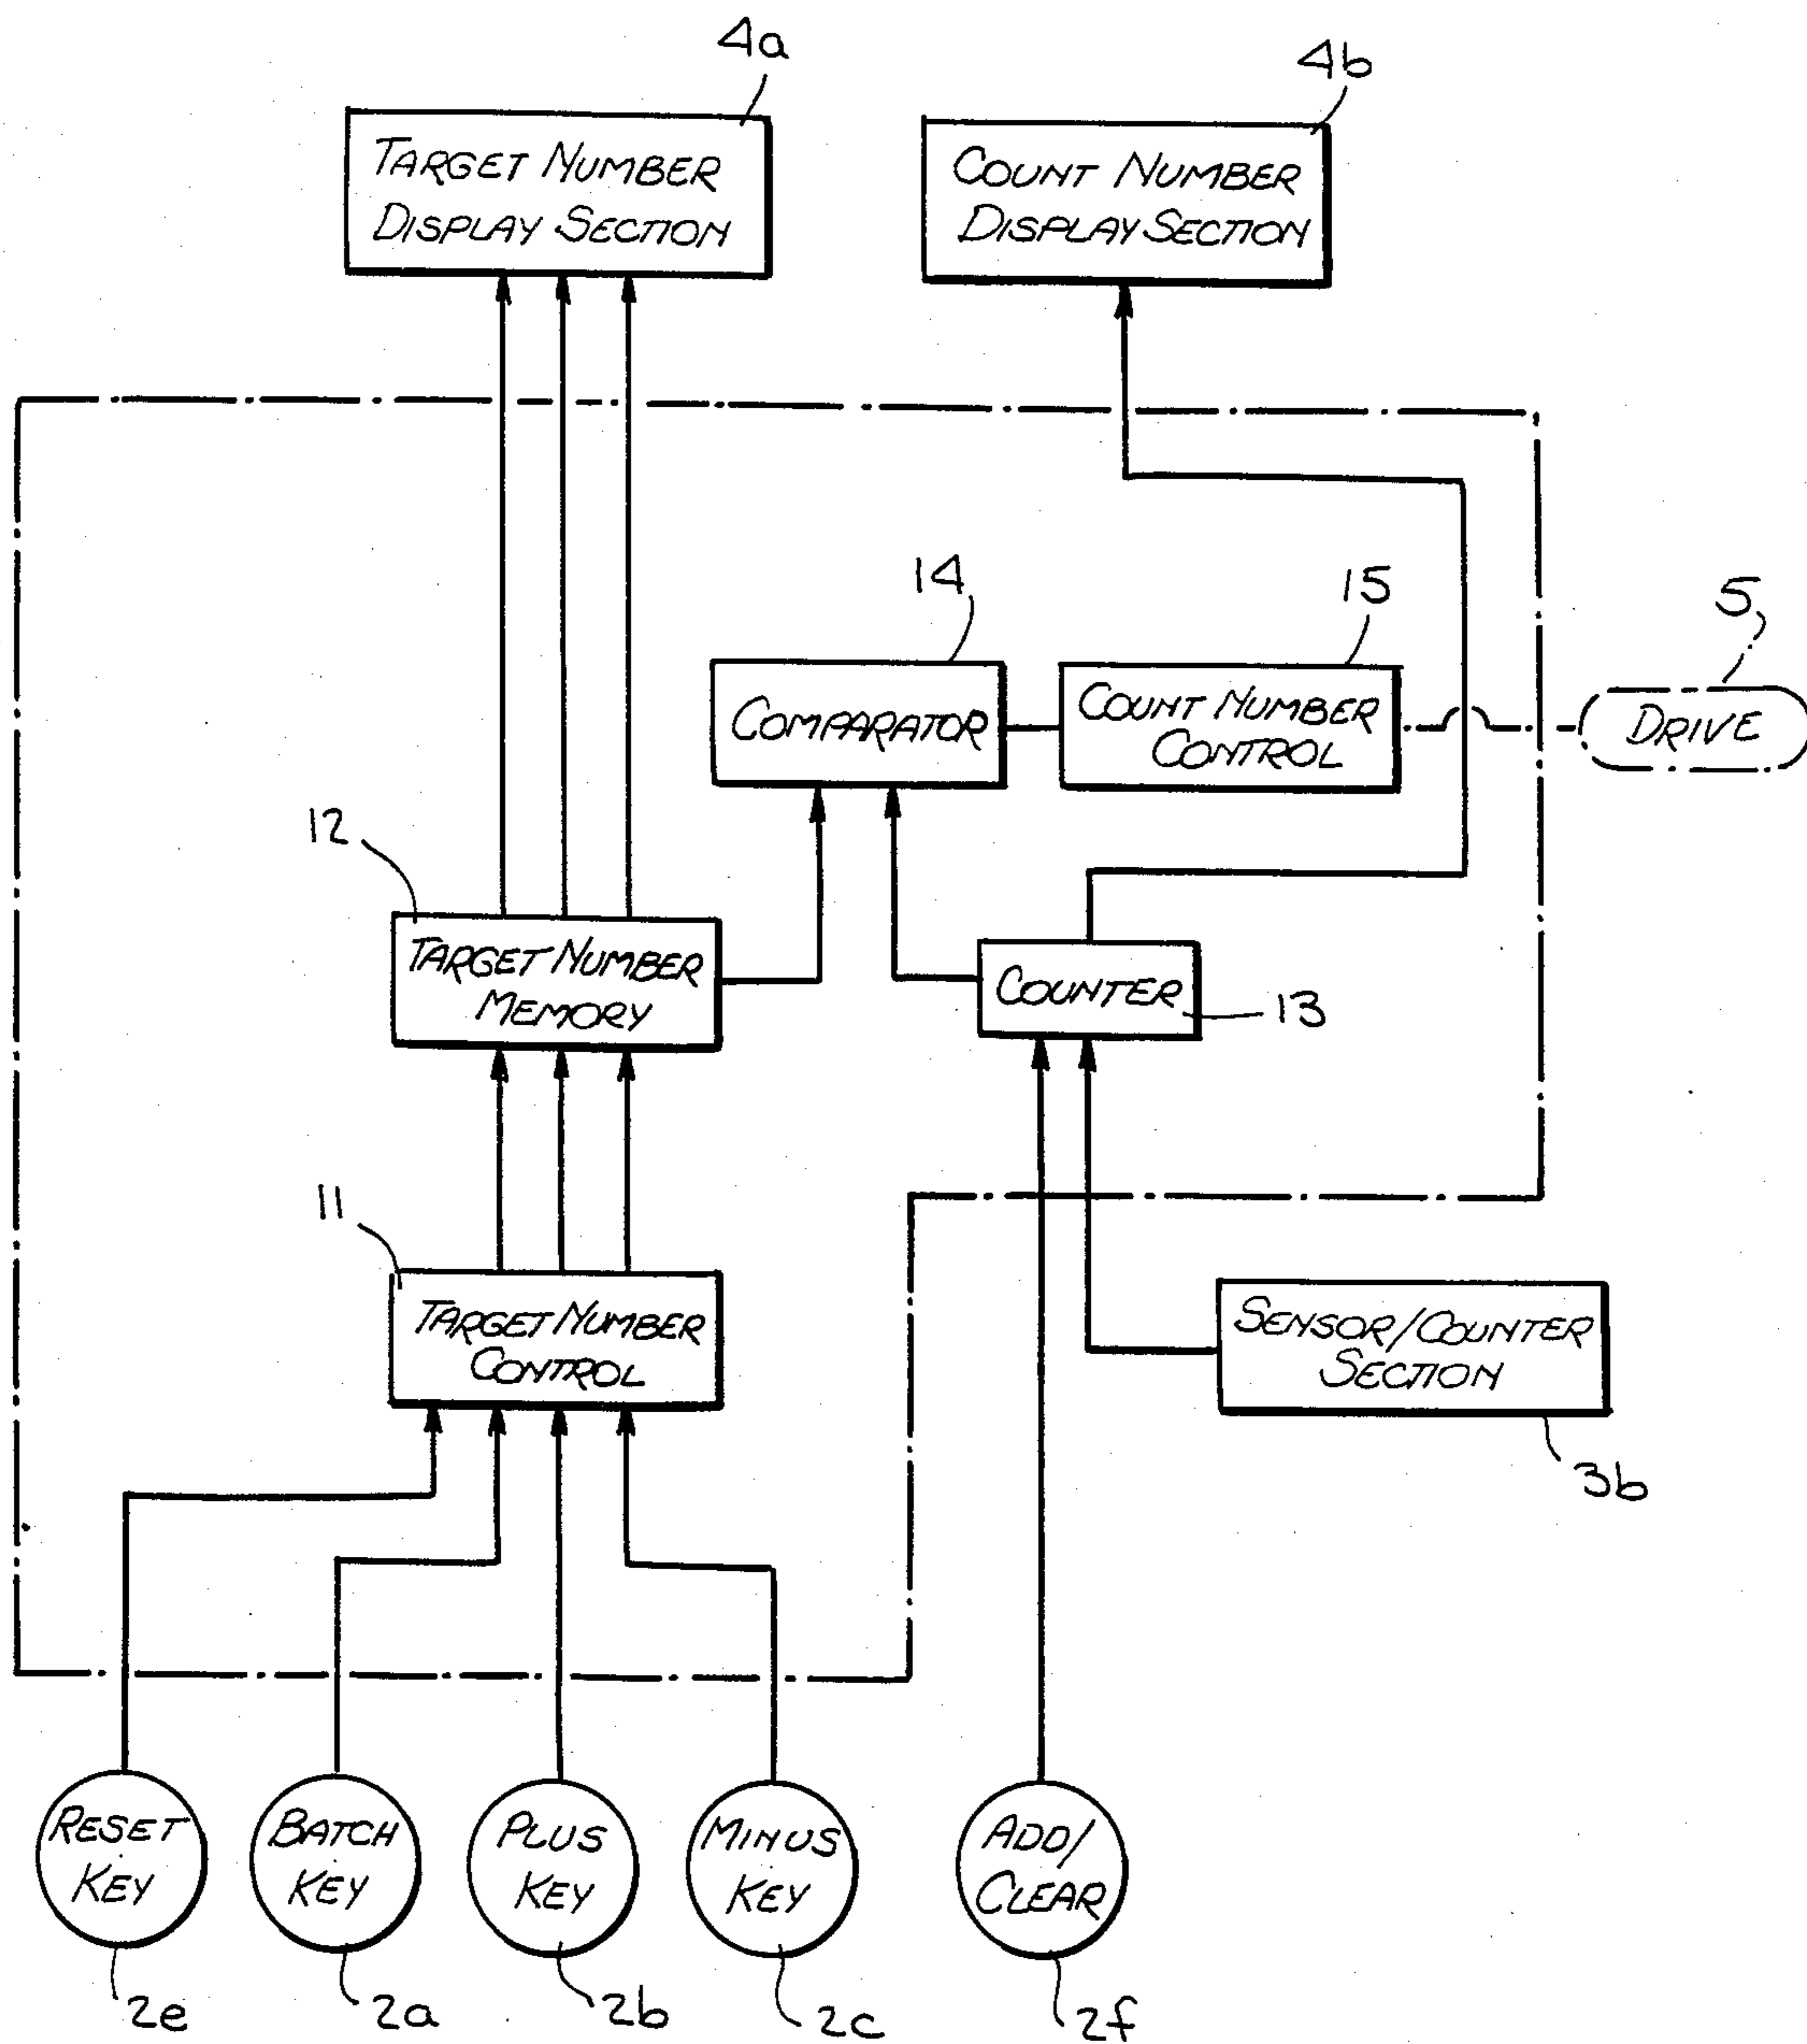 4a
4b
TARGET NUMBER
DISPLAY SECTION
COUNT NUMBER
DISPLAY SECTION
14
15
5
COMPARATOR
COUNT NUMBER
CONTROL
DRIVE
12
TARGET NUMBER
MEMORY
COUNTER
13
11
TARGET NUMBER
CONTROL
SENSOR/COUNTER
SECTION
3b
RESET
KEY
BATCH
KEY
PLUS
KEY
MINUS
KEY
ADD/
CLEAR
2e
2a
2b
2c
2f